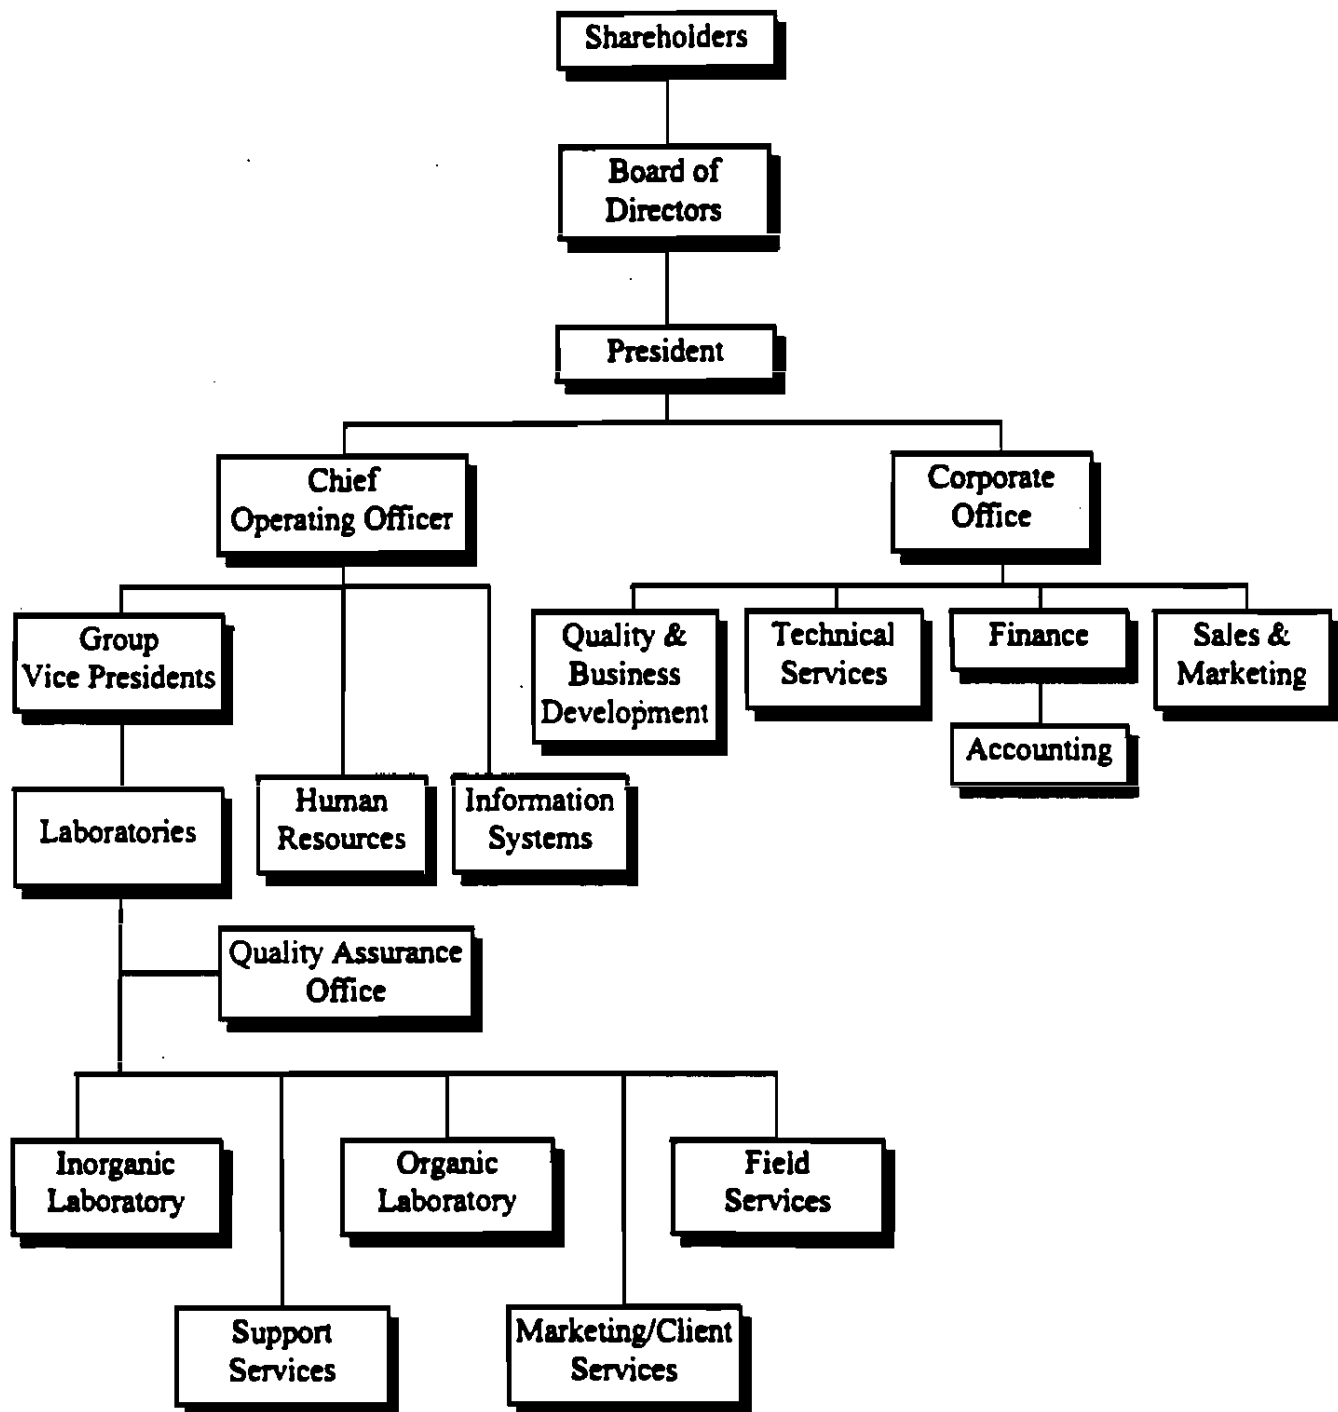 Shareholders
Board of
Directors
President
Chief
Operating Officer
Corporate
Office
Group
Vice Presidents
Quality &
Business
Development
Technical
Services
Finance
Sales &
Marketing
Accounting
Laboratories
Human
Resources
Information
Systems
Quality Assurance
Office
Inorganic
Laboratory
Organic
Laboratory
Field
Services
Support
Services
Marketing/Client
Services